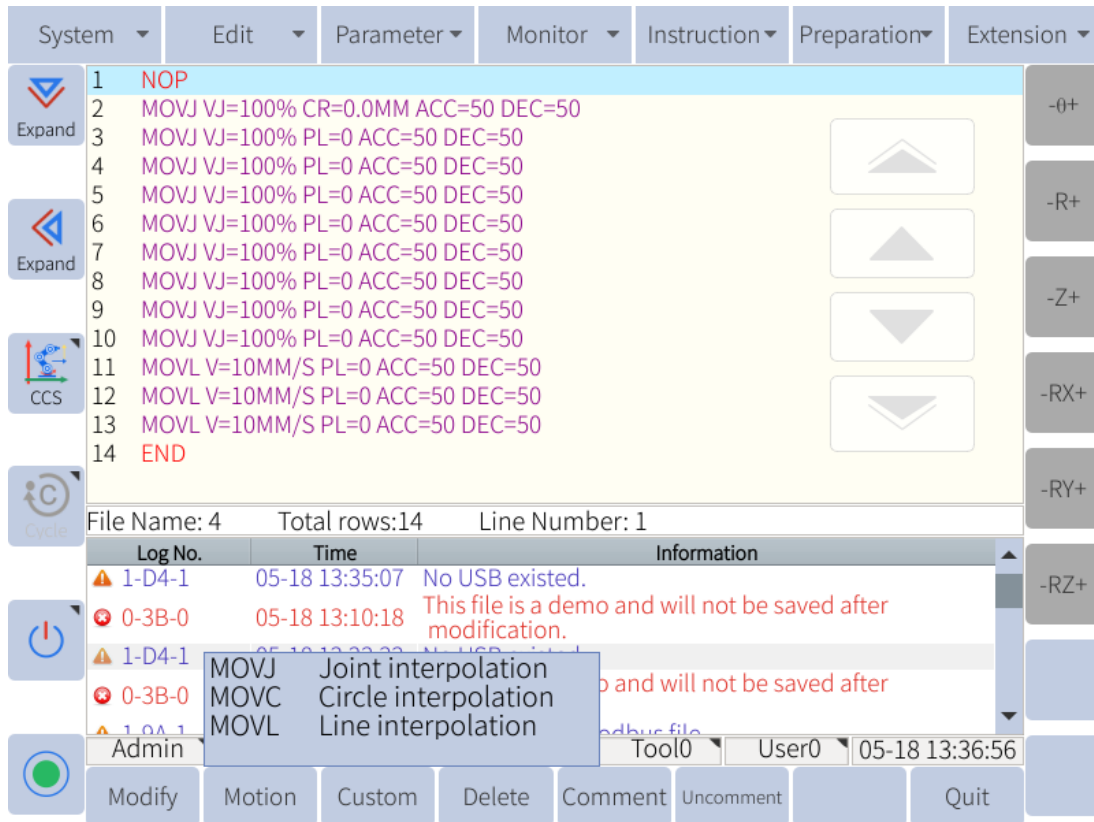 System Edit Parameter Monitor Instruction Preparation Extension
Expand
Expand
CCS
Cycle
1 NOP
2 MOVJ VJ=100% CR=0.0MM ACC=50 DEC=50
3 MOVJ VJ=100% PL=0 ACC=50 DEC=50
4 MOVJ VJ=100% PL=0 ACC=50 DEC=50
5 MOVJ VJ=100% PL=0 ACC=50 DEC=50
6 MOVJ VJ=100% PL=0 ACC=50 DEC=50
7 MOVJ VJ=100% PL=0 ACC=50 DEC=50
8 MOVJ VJ=100% PL=0 ACC=50 DEC=50
9 MOVJ VJ=100% PL=0 ACC=50 DEC=50
10 MOVJ VJ=100% PL=0 ACC=50 DEC=50
11 MOVL V=10MM/S PL=0 ACC=50 DEC=50
12 MOVL V=10MM/S PL=0 ACC=50 DEC=50
13 MOVL V=10MM/S PL=0 ACC=50 DEC=50
14 END
-θ+
-R+
-Z+
-RX+
-RY+
-RZ+
File Name: 4 Total rows:14 Line Number: 1
Log No. Time Information
1-D4-1 05-18 13:35:07 No USB existed.
0-3B-0 05-18 13:10:18 This file is a demo and will not be saved after
modification.
1-D4-1
0-3B-0 and will not be saved after
1-9A-1 file
MOVJ Joint interpolation
MOVC Circle interpolation
MOVL Line interpolation
Admin Tool0 User0 05-18 13:36:56
Modify Motion Custom Delete Comment Uncomment Quit